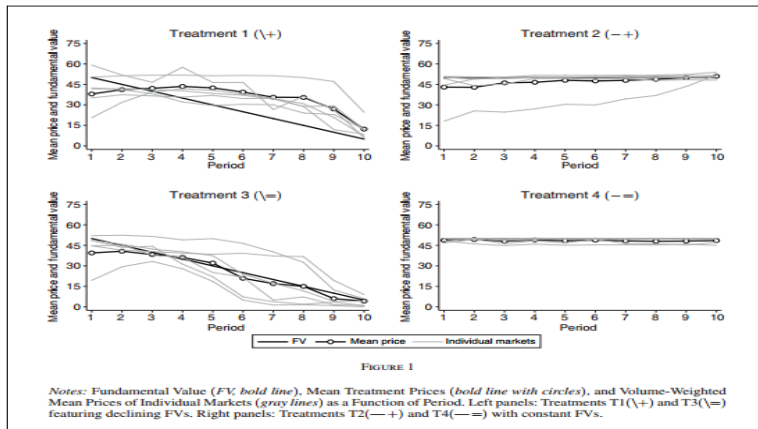 Treatment 1 (\+)
Mean price and fundamental value
75
60
45
30
15
0
1 2 3 4 5 6 7 8 9 10
Period
Treatment 2 (−+)
Mean price and fundamental value
75
60
45
30
15
0
1 2 3 4 5 6 7 8 9 10
Period
Treatment 3 (\=)
Mean price and fundamental value
75
60
45
30
15
0
1 2 3 4 5 6 7 8 9 10
Period
Treatment 4 (−=)
Mean price and fundamental value
75
60
45
30
15
0
1 2 3 4 5 6 7 8 9 10
Period
FV Mean price Individual markets
FIGURE 1
Notes: Fundamental Value (FV, bold line), Mean Treatment Prices (bold line with circles), and Volume-Weighted
Mean Prices of Individual Markets (gray lines) as a Function of Period. Left panels: Treatments T1(\+) and T3(\=)
featuring declining FVs. Right panels: Treatments T2(—+) and T4(—=) with constant FVs.